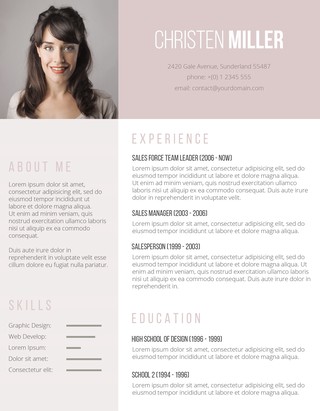 CHRISTEN MILLER
2420 Gale Avenue, Sunderland SS487
phone: +(0) 1 2345 555
email: contact@yourdomain.com
ABOUT ME
Lorem ipsum dolor sit amet,
consectetur adipisicing elit, sed do
eiusmod tempor incididunt ut
labore et dolore magna aliqua.
Ut enim ad minim veniam, quis
nostrud exercitation ullamco
laboris nisi ut aliquip ex ea commodo
consequat.
Duis aute irure dolor in
reprehenderit in voluptate velit esse
cillum dolore eu fugiat nulla pariatur.
SKILLS
Graphic Design:
Web Develop:
Lorem Ipsum:
Dolor sit amet:
Consectetur elit:
EXPERIENCE
SALES FORCE TEAM LEADER (2006 - NOW)
Lorem ipsum dolor sit amet, consectetur adipisicing elit, sed do
eiusmod tempor incididunt ut labore et dolore magna aliqua.
Ut enim ad minim veniam, quis nostrud exercitation ullamco
laboris nisi ut aliquip ex ea commodo. Duis aute irure
dolor in reprehenderit in voluptate velit.
SALES MANAGER (2003 - 2006)
Lorem ipsum dolor sit amet, consectetur adipisicing elit, sed do
eiusmod tempor incididunt ut labore et dolore magna aliqua.
SALESPERSON (1999 - 2003)
Lorem ipsum dolor sit amet, consectetur adipisicing elit, sed do
eiusmod tempor incididunt ut labore et dolore magna aliqua. Ut
enim ad minim veniam, quis nostrud exercitation ullamco laboris
nisi ut aliquip ex ea commodo consequat. Duis aute irure dolor in
reprehenderit in.
EDUCATION
HIGH SCHOOL OF DESIGN (1996 - 1999)
Lorem ipsum dolor sit amet, consectetur adipisicing elit, sed do
eiusmod tempor incididunt ut labore et dolore magna aliqua.
SCHOOL 2 (1994 - 1996)
Lorem ipsum dolor sit amet, consectetur adipisicing elit, sed do
eiusmod tempor incididunt ut labore et dolore magna aliqua.